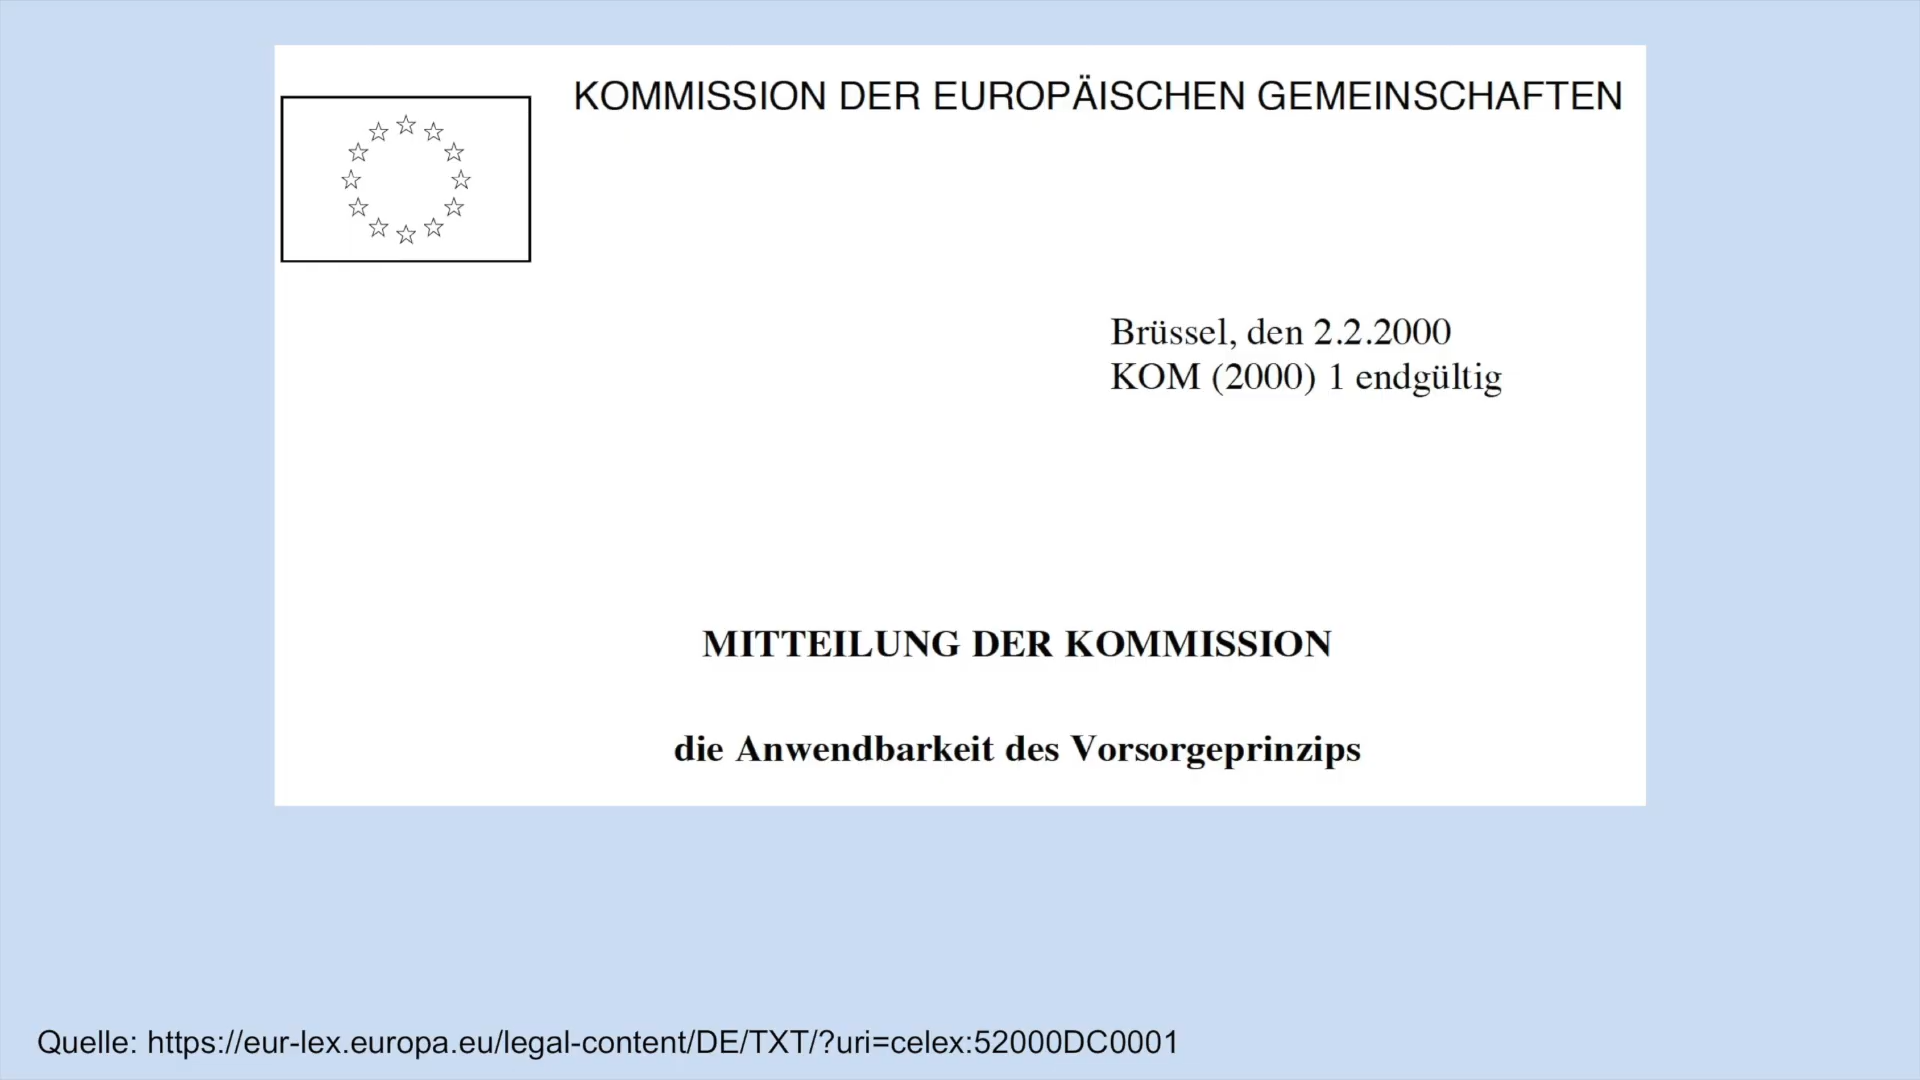 KOMMISSION DER EUROPÄISCHEN GEMEINSCHAFTEN
Brüssel, den 2.2.2000
KOM (2000) 1 endgültig
MITTEILUNG DER KOMMISSION
die Anwendbarkeit des Vorsorgeprinzips
Quelle: https://eur-lex.europa.eu/legal-content/DE/TXT/?uri=celex:52000DC0001